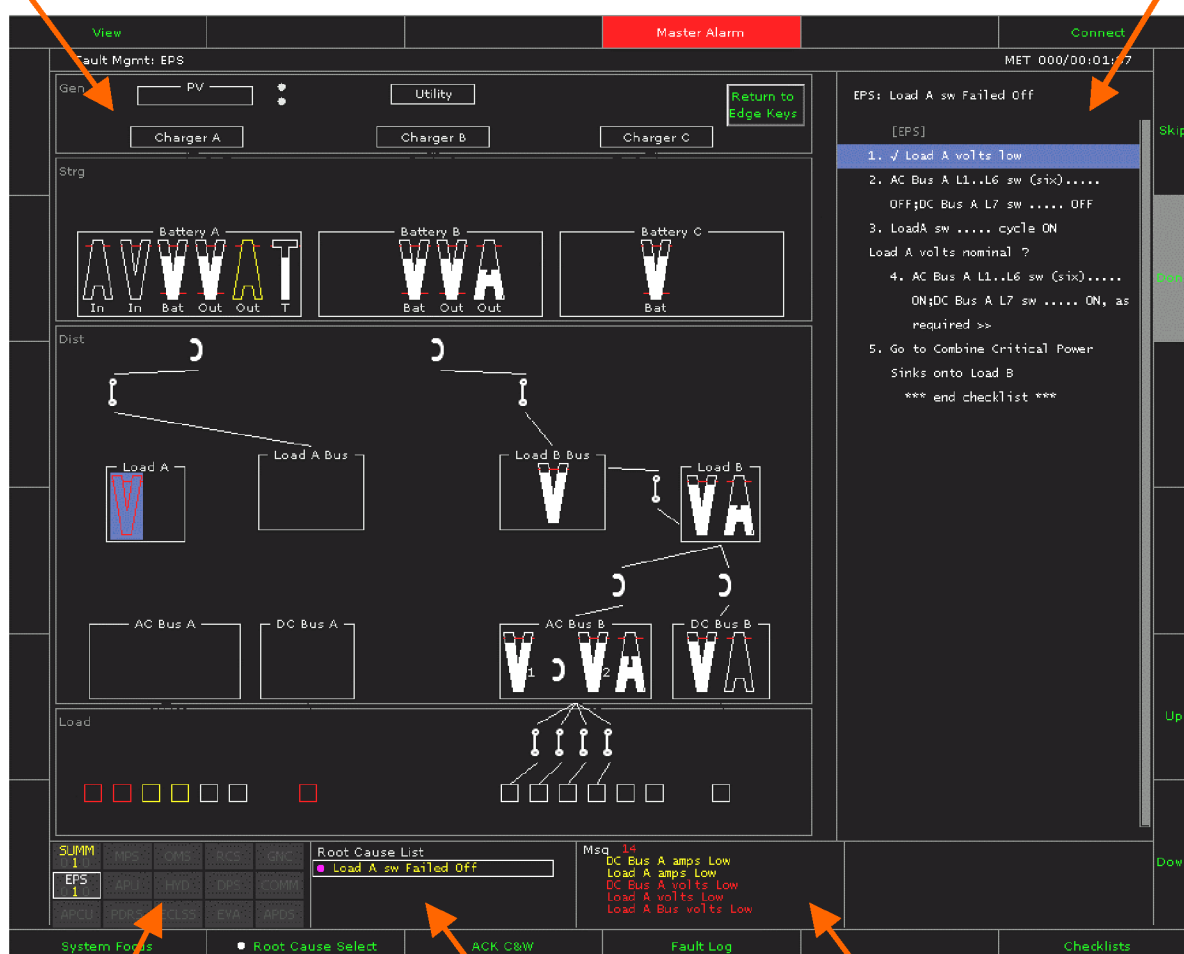 View
Master Alarm
Connect
Fault Mgmt: EPS
MET 000/00:01:37
Gen
PV
Utility
Return to
Edge Keys
Charger A
Charger B
Charger C
Strg
Battery A
A V V V A T
In In Bat Out Out T
Battery B
V V A
Bat Out Out
Battery C
V
Bat
Dist
Load A
V
Load A Bus
Load B Bus
V
Load B
V A
AC Bus A
DC Bus A
AC Bus B
V 1 V 2 A
DC Bus B
V A
Load
EPS: Load A sw Failed Off
[EPS]
1. √ Load A volts low
2. AC Bus A L1..L6 sw (six).....
OFF;DC Bus A L7 sw ..... OFF
3. LoadA sw ..... cycle ON
Load A volts nominal ?
4. AC Bus A L1..L6 sw (six).....
ON;DC Bus A L7 sw ..... ON, as
required >>
5. Go to Combine Critical Power
Sinks onto Load B
*** end checklist ***
Skip
Up
SUMM
1
MPS
OMS
RCS
GNC
EPS
1
APU
HYD
DPS
COMM
APCU
PDRS
ECLSS
EVA
APDS
Root Cause List
Load A sw Failed Off
Msg 14
DC Bus A amps Low
Load A amps Low
DC Bus A volts Low
Load A volts Low
Load A Bus volts Low
System Focus
Root Cause Select
ACK C&W
Fault Log
Checklists